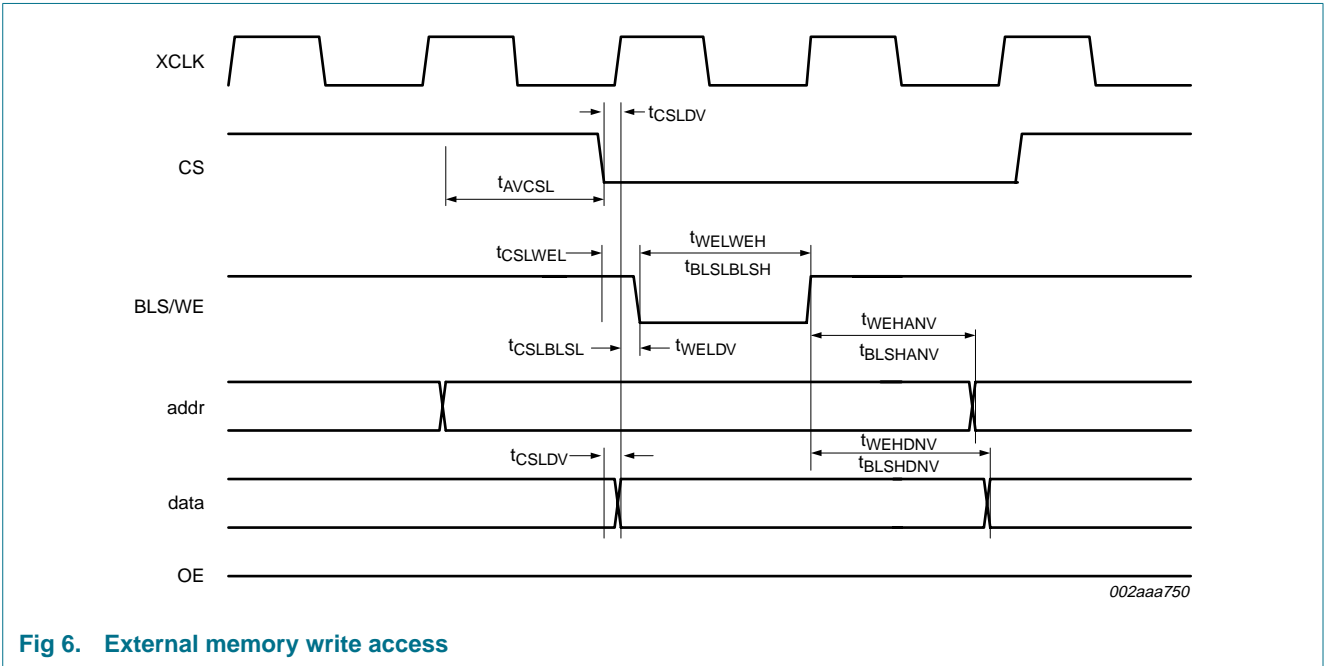 XCLK
tCSLDV
CS
tAVCSL
tCSLWEL
tWELWEH
tBLSLBLSH
BLS/WE
tWEHANV
tCSLBLSL
tWELDV
tBLSHANV
addr
tWEHDNV
tCSLDV
tBLSHDNV
data
OE
002aaa750
Fig 6. External memory write access